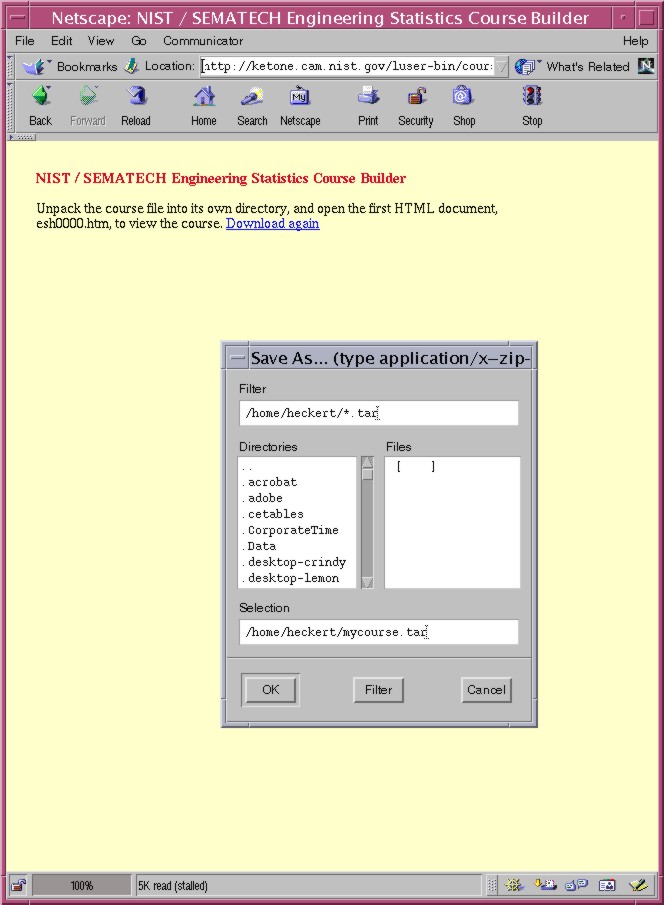 Netscape: NIST / SEMATECH Engineering Statistics Course Builder
File Edit View Go Communicator Help
Bookmarks Location: http://ketone.cam.nist.gov/luser-bin/cour: What's Related N
My
Back Forward Reload Home Search Netscape Print Security Shop Stop
NIST / SEMATECH Engineering Statistics Course Builder
Unpack the course file into its own directory, and open the first HTML document,
esh0000.htm, to view the course. Download again
Save As... (type application/x-zip-
Filter
/home/heckert/*.tar
Directories Files
.. [ ]
.acrobat
.adobe
.cetables
.CorporateTime
.Data
.desktop-crindy
.desktop-lemon
Selection
/home/heckert/mycourse.tar
OK Filter Cancel
100% 5K read (stalled)